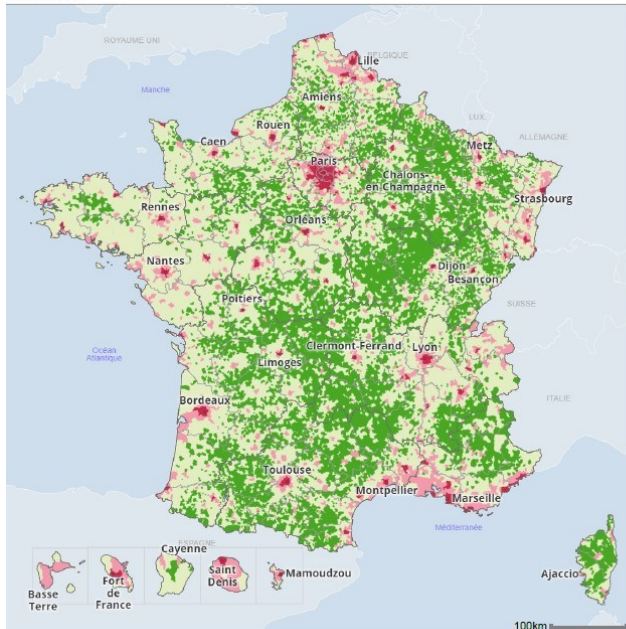 ROYAUME UNI
BELGIQUE
Lille
Manche
Amiens
LUX.
ALLEMAGNE
Rouen
Caen
Metz
Paris
Chalons-
en-Champagne
Strasbourg
Rennes
Orléans
Nantes
Dijon
Besançon
Poitiers
SUISSE
Océan
Atlantique
Clermont-Ferrand
Lyon
Limoges
ITALIE
Bordeaux
Toulouse
Montpellier
Marseille
Méditerranée
ESPAGNE
Cayenne
Basse
Terre
Fort
de
France
Saint
Denis
Mamoudzou
Ajaccio
100km